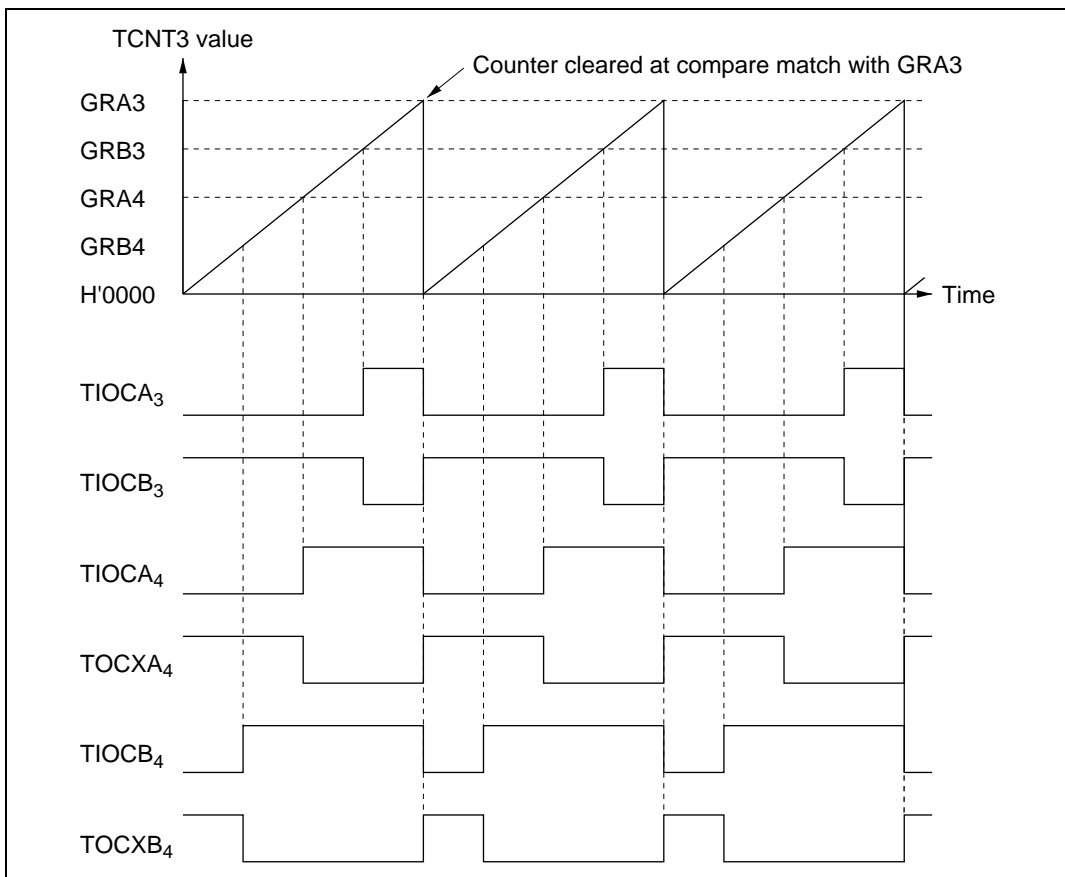 TCNT3 value
Counter cleared at compare match with GRA3
GRA3
GRB3
GRA4
GRB4
H'0000
Time
TIOCA3
TIOCB3
TIOCA4
TOCXA4
TIOCB4
TOCXB4